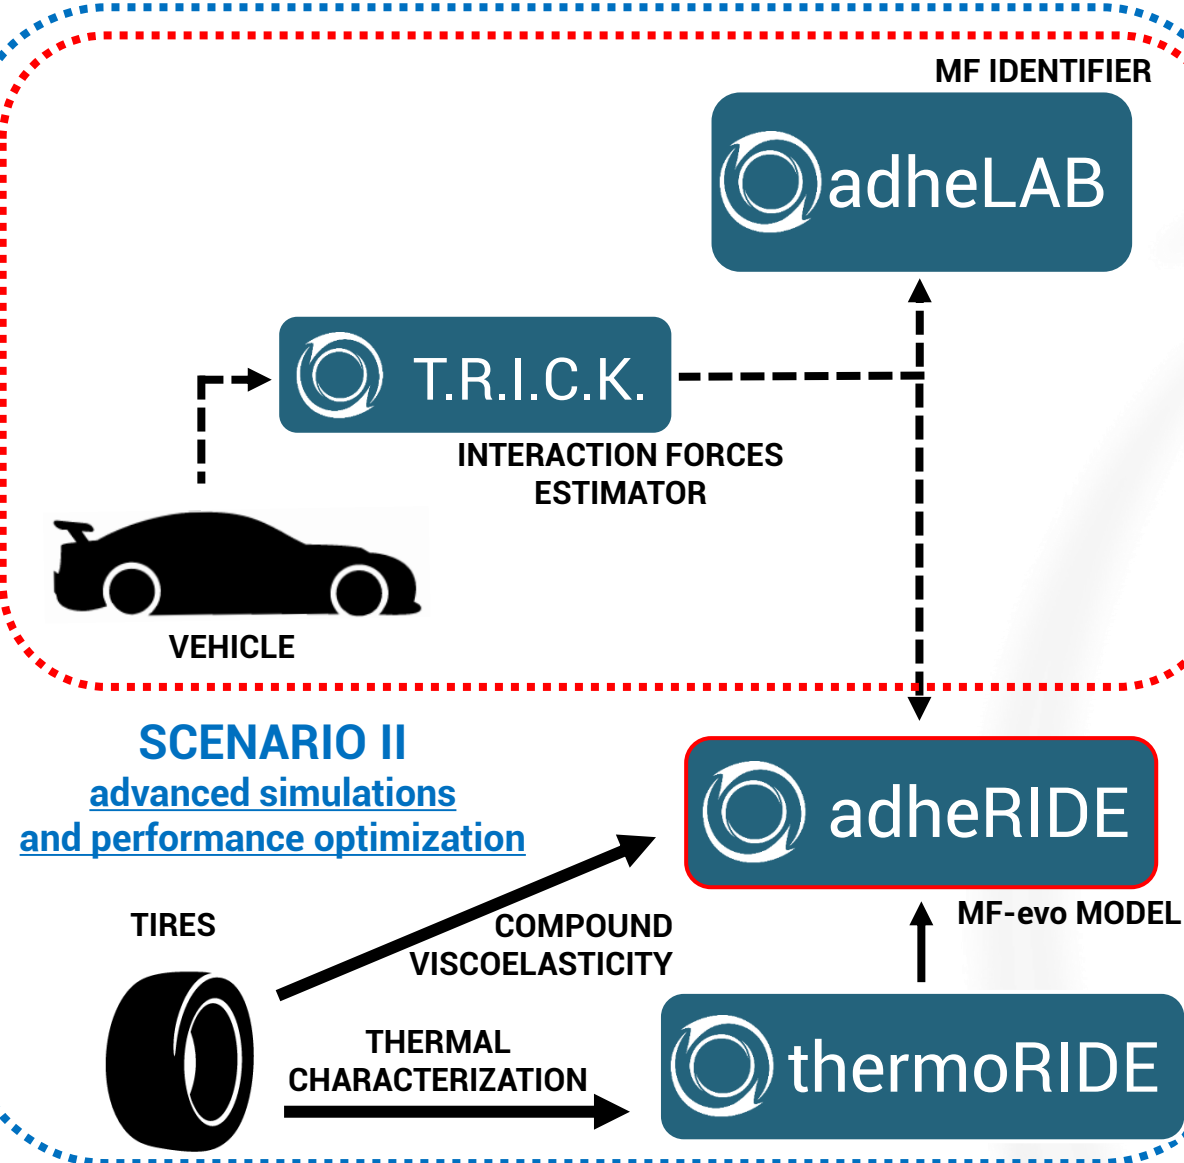 MF IDENTIFIER
adheLAB
T.R.I.C.K.
INTERACTION FORCES
ESTIMATOR
VEHICLE
SCENARIO II
advanced simulations
and performance optimization
adheRIDE
MF-evo MODEL
TIRES
COMPOUND
VISCOELASTICITY
THERMAL
CHARACTERIZATION
thermoRIDE